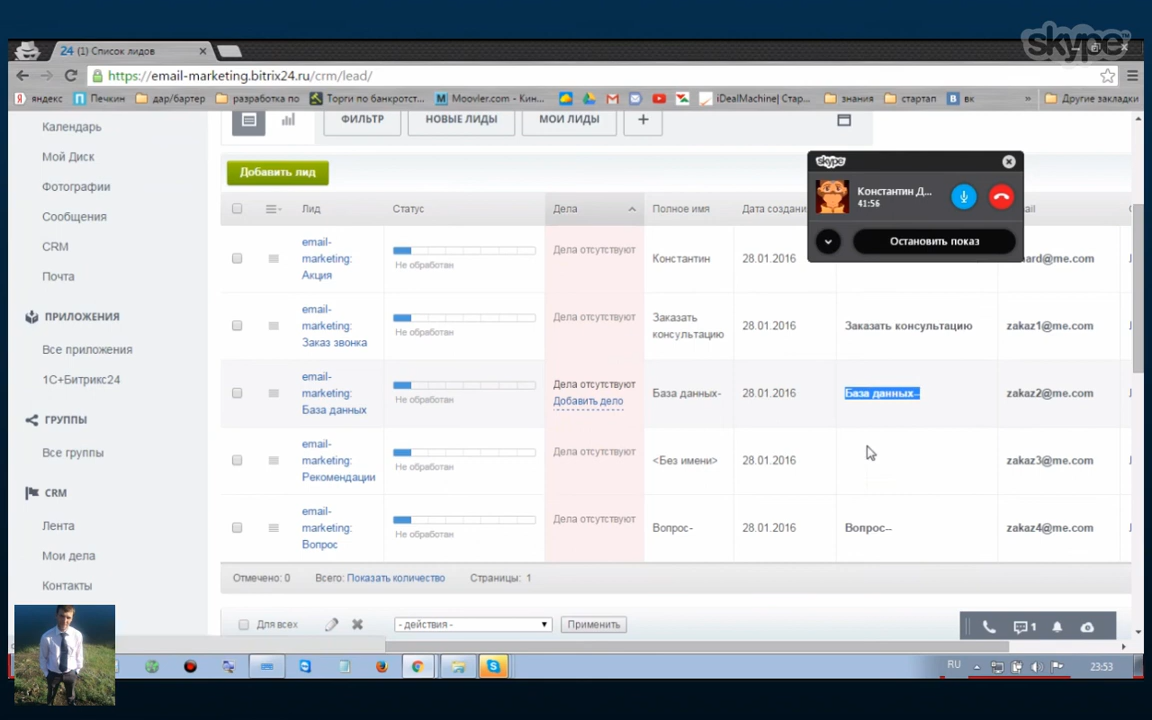 skype™
24 (1) Список лидов
https://email-marketing.bitrix24.ru/crm/lead/
яндекс Печкин дар/бартер разработка по Торги по банкротст... Moovler.com - Кин... iDealMachine| Стар... знания стартап вк » Другие закладки
Календарь
Мой Диск
Фотографии
Сообщения
CRM
Почта
ПРИЛОЖЕНИЯ
Все приложения
1С+Битрикс24
ГРУППЫ
Все группы
CRM
Лента
Мои дела
Контакты
ФИЛЬТР НОВЫЕ ЛИДЫ МОИ ЛИДЫ +
Добавить лид
skype
Константин Д...
41:56
Остановить показ
Лид Статус Дела Полное имя Дата создани
email-
marketing:
Акция
Не обработан
Дела отсутствуют
Константин
28.01.2016
email-
marketing:
Заказ звонка
Не обработан
Дела отсутствуют
Заказать
консультацию
28.01.2016
Заказать консультацию
zakaz1@me.com
email-
marketing:
База данных
Не обработан
Дела отсутствуют
Добавить дело
База данных-
28.01.2016
База данных--
zakaz2@me.com
email-
marketing:
Рекомендации
Не обработан
Дела отсутствуют
<Без имени>
28.01.2016
zakaz3@me.com
email-
marketing:
Вопрос
Не обработан
Дела отсутствуют
Вопрос-
28.01.2016
Вопрос--
zakaz4@me.com
Отмечено: 0 Всего: Показать количество Страницы: 1
Для всех - действия - Применить
1
RU 23:53